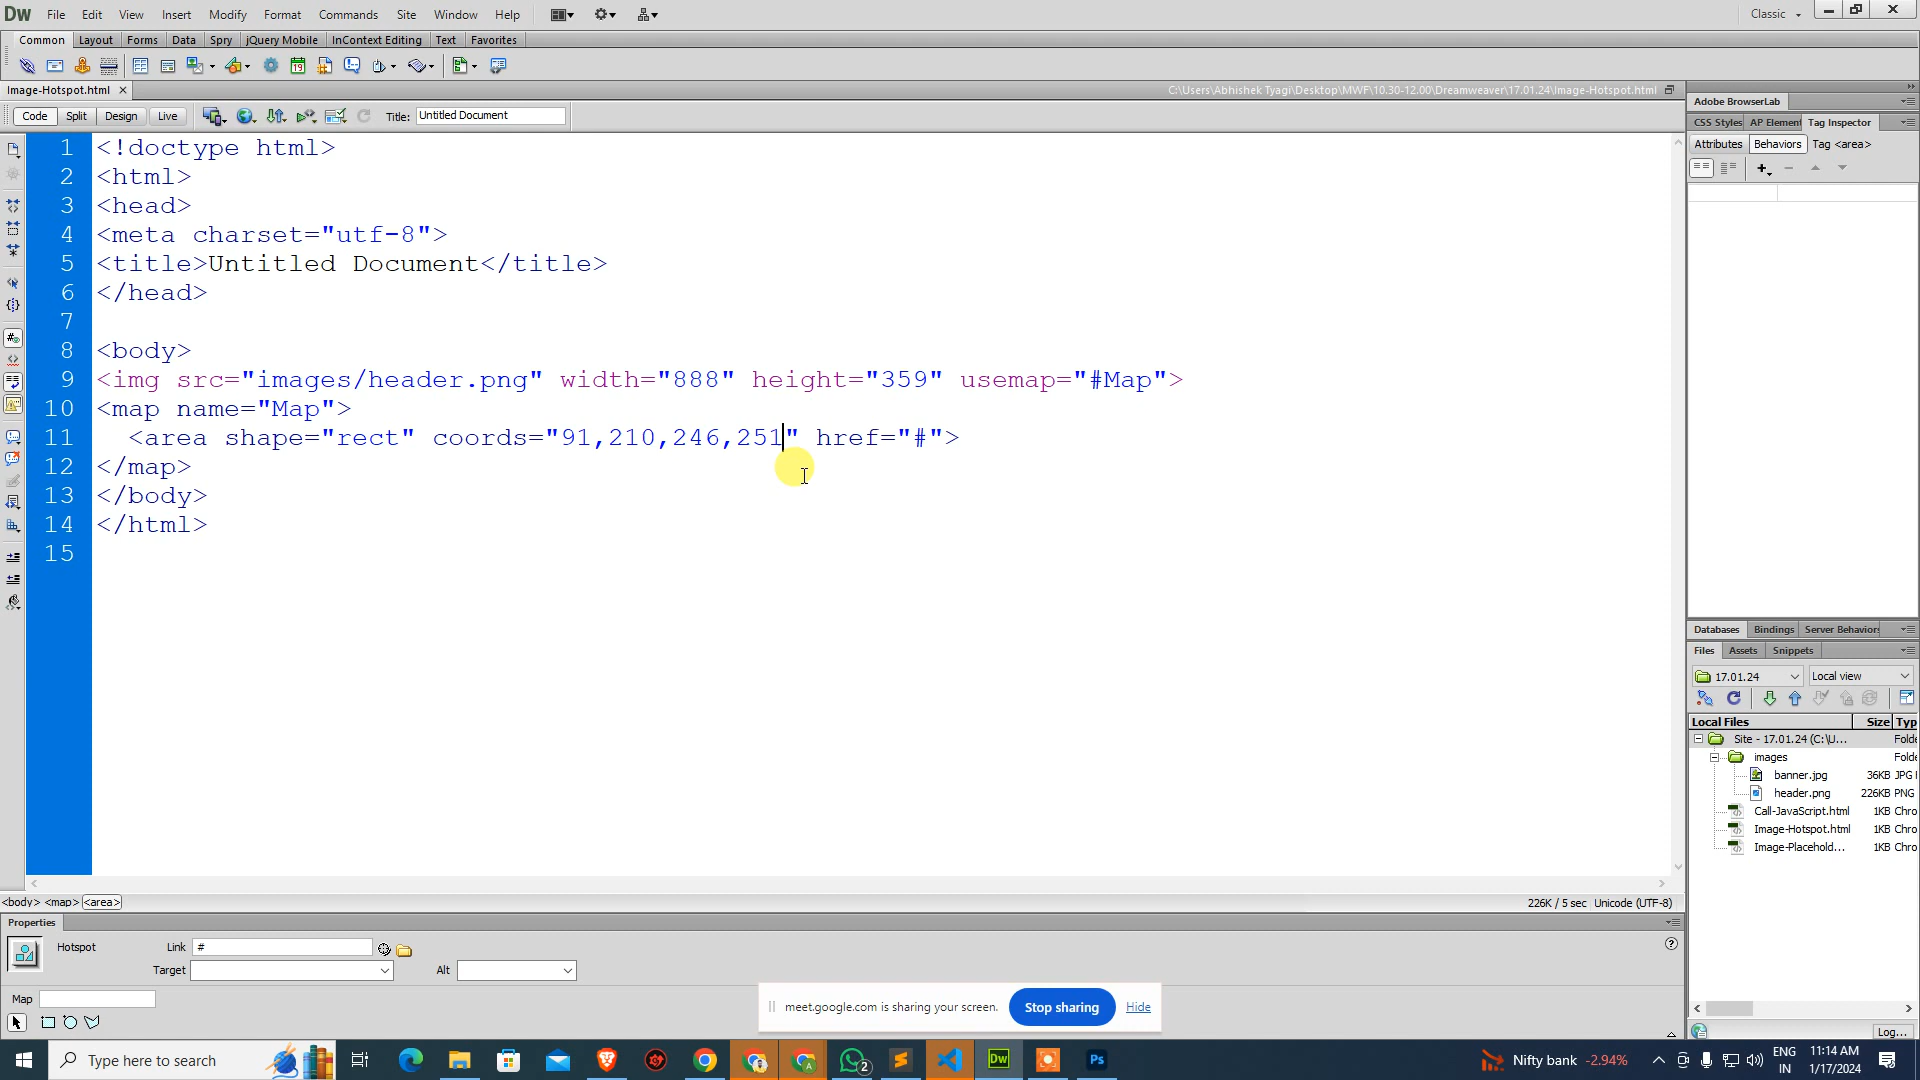 Dw File Edit View Insert Modify Format Commands Site Window Help Classic
Common Layout Forms Data Spry jQuery Mobile InContext Editing Text Favorites
Image-Hotspot.html C:\Users\Abhishek Tyagi\Desktop\MWF\10.30-12.00\Dreamweaver\17.01.24\Image-Hotspot.html
Code Split Design Live Title: Untitled Document
1 <!doctype html>
2 <html>
3 <head>
4 <meta charset="utf-8">
5 <title>Untitled Document</title>
6 </head>
7
8 <body>
9 <img src="images/header.png" width="888" height="359" usemap="#Map">
10 <map name="Map">
11 <area shape="rect" coords="91,210,246,251" href="#">
12 </map>
13 </body>
14 </html>
15
<body> <map> <area> 226K / 5 sec Unicode (UTF-8)
Adobe BrowserLab
CSS Styles AP Element Tag Inspector
Attributes Behaviors Tag <area>
Databases Bindings Server Behaviors
Files Assets Snippets
17.01.24 Local view
Local Files Size Typ
Site - 17.01.24 (C:\U... Folde
images Folde
banner.jpg 36KB JPG I
header.png 226KB PNG
Call-JavaScript.html 1KB Chro
Image-Hotspot.html 1KB Chro
Image-Placehold... 1KB Chro
Log...
Properties
Hotspot Link #
Target Alt
Map
meet.google.com is sharing your screen. Stop sharing Hide
Type here to search 2 Dw Ps Nifty bank -2.94% ENG IN 11:14 AM 1/17/2024